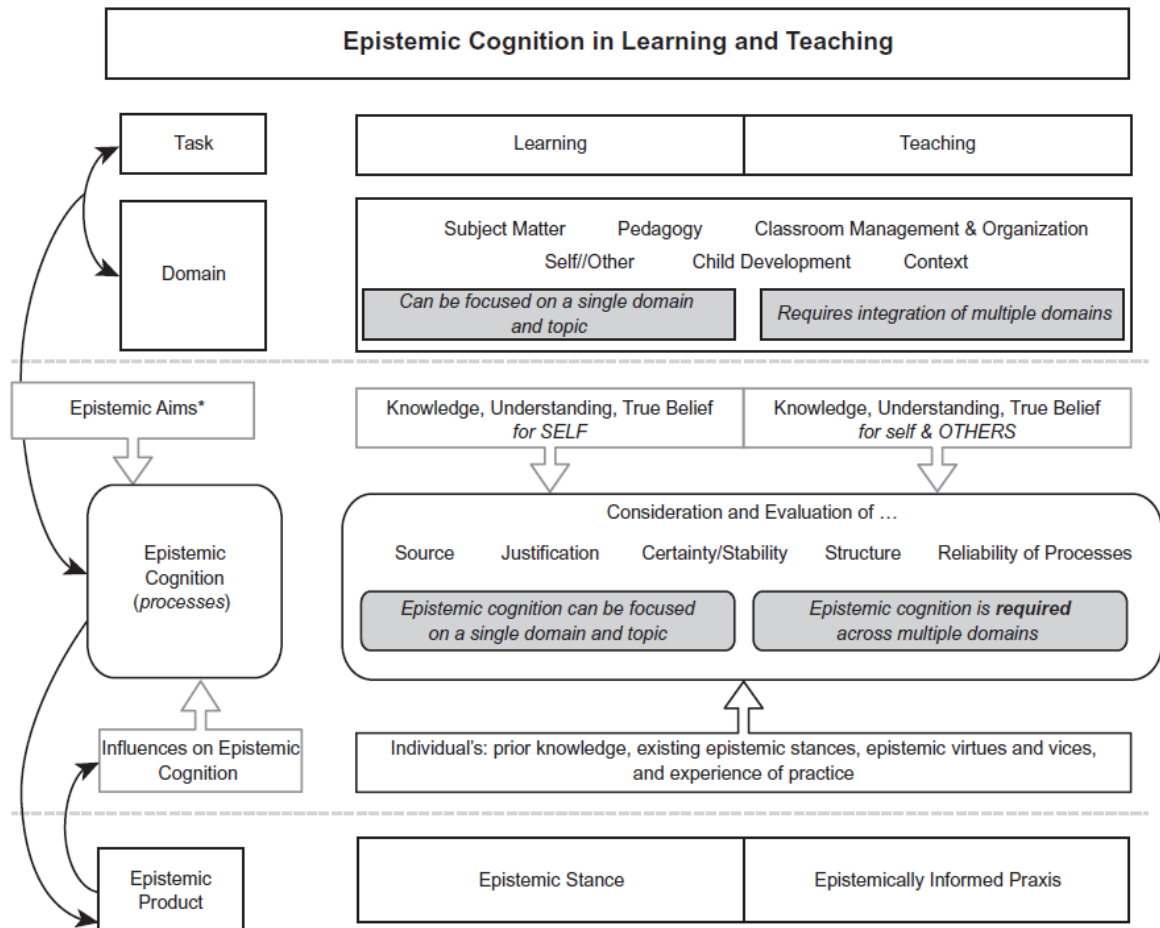 Epistemic Cognition in Learning and Teaching
Task
Learning
Teaching
Domain
Subject Matter Pedagogy Classroom Management & Organization
Self//Other Child Development Context
Can be focused on a single domain
and topic
Requires integration of multiple domains
Epistemic Aims*
Knowledge, Understanding, True Belief
for SELF
Knowledge, Understanding, True Belief
for self & OTHERS
Epistemic
Cognition
(processes)
Consideration and Evaluation of …
Source Justification Certainty/Stability Structure Reliability of Processes
Epistemic cognition can be focused
on a single domain and topic
Epistemic cognition is required
across multiple domains
Influences on Epistemic
Cognition
Individual's: prior knowledge, existing epistemic stances, epistemic virtues and vices,
and experience of practice
Epistemic
Product
Epistemic Stance
Epistemically Informed Praxis